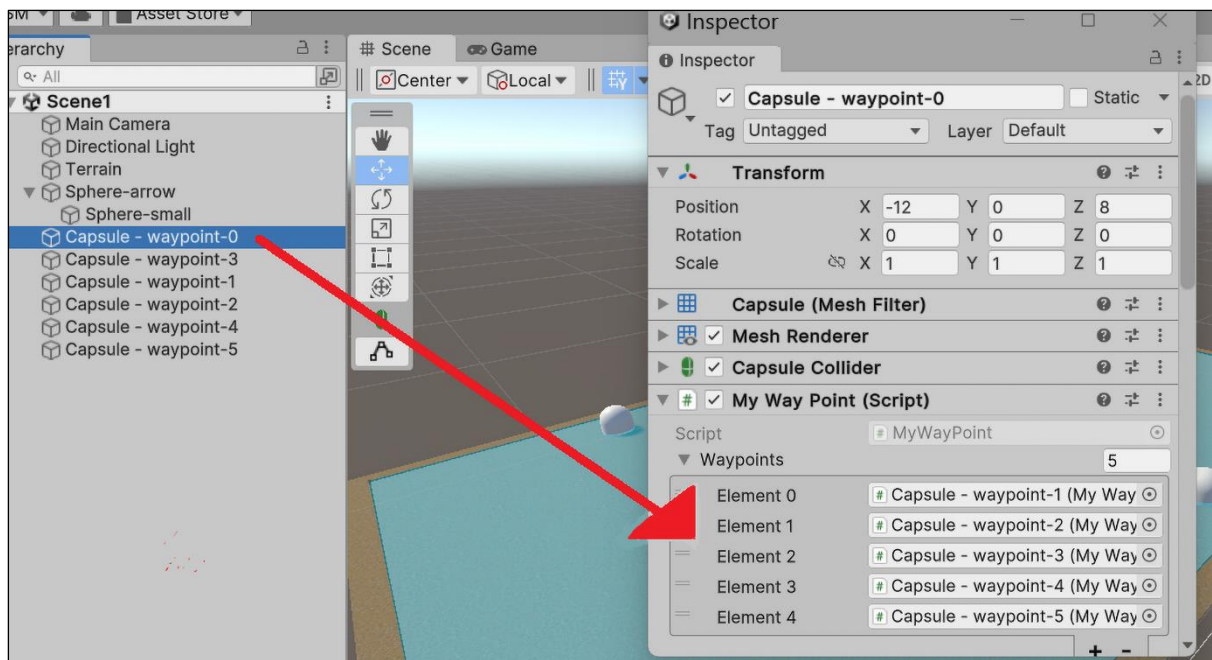 SM Asset Store
erarchy
All
Scene1
Main Camera
Directional Light
Terrain
Sphere-arrow
Sphere-small
Capsule - waypoint-0
Capsule - waypoint-3
Capsule - waypoint-1
Capsule - waypoint-2
Capsule - waypoint-4
Capsule - waypoint-5
Scene Game
Center Local
2D
Inspector
Inspector
Capsule - waypoint-0 Static
Tag Untagged Layer Default
Transform
Position X -12 Y 0 Z 8
Rotation X 0 Y 0 Z 0
Scale X 1 Y 1 Z 1
Capsule (Mesh Filter)
Mesh Renderer
Capsule Collider
# My Way Point (Script)
Script # MyWayPoint
Waypoints 5
Element 0 # Capsule - waypoint-1 (My Way
Element 1 # Capsule - waypoint-2 (My Way
Element 2 # Capsule - waypoint-3 (My Way
Element 3 # Capsule - waypoint-4 (My Way
Element 4 # Capsule - waypoint-5 (My Way
+ -